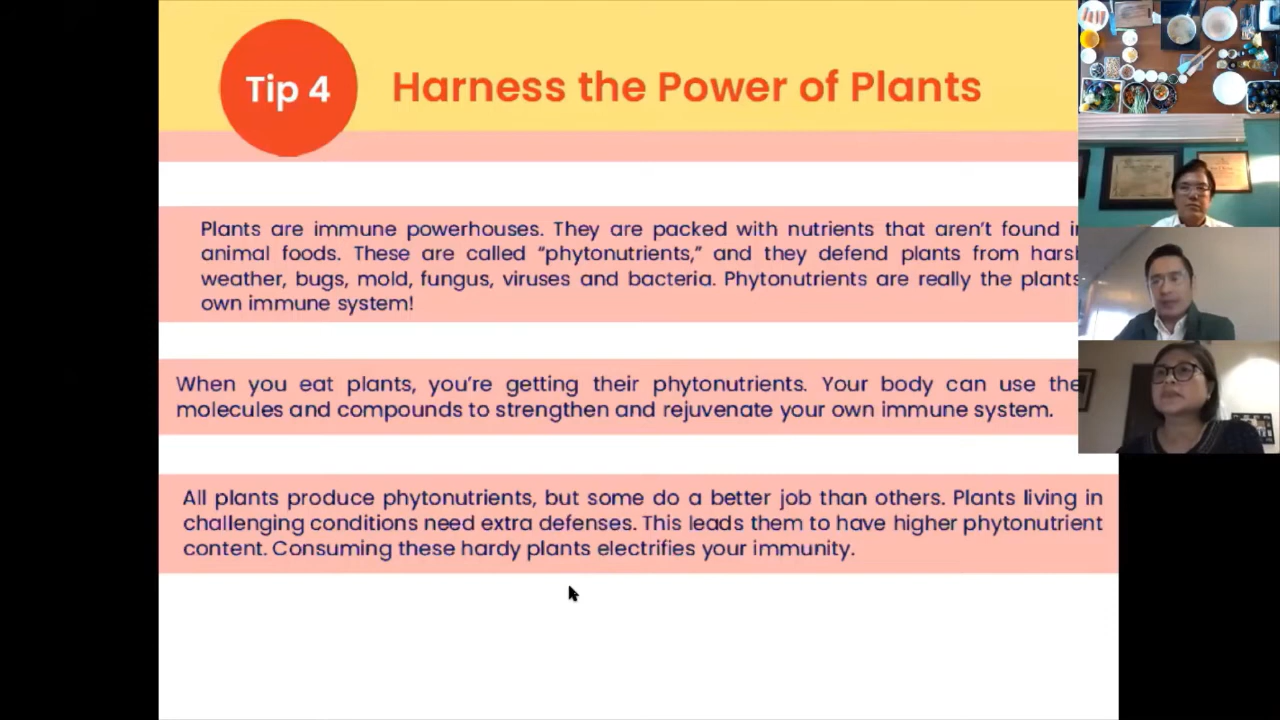 Tip 4
Harness the Power of Plants
Plants are immune powerhouses. They are packed with nutrients that aren't found
animal foods. These are called “phytonutrients,” and they defend plants from
weather, bugs, mold, fungus, viruses and bacteria. Phytonutrients are really the plants
own immune system!
When you eat plants, you're getting their phytonutrients. Your body can use the
molecules and compounds to strengthen and rejuvenate your own immune system.
All plants produce phytonutrients, but some do a better job than others. Plants living in
challenging conditions need extra defenses. This leads them to have higher phytonutrient
content. Consuming these hardy plants electrifies your immunity.